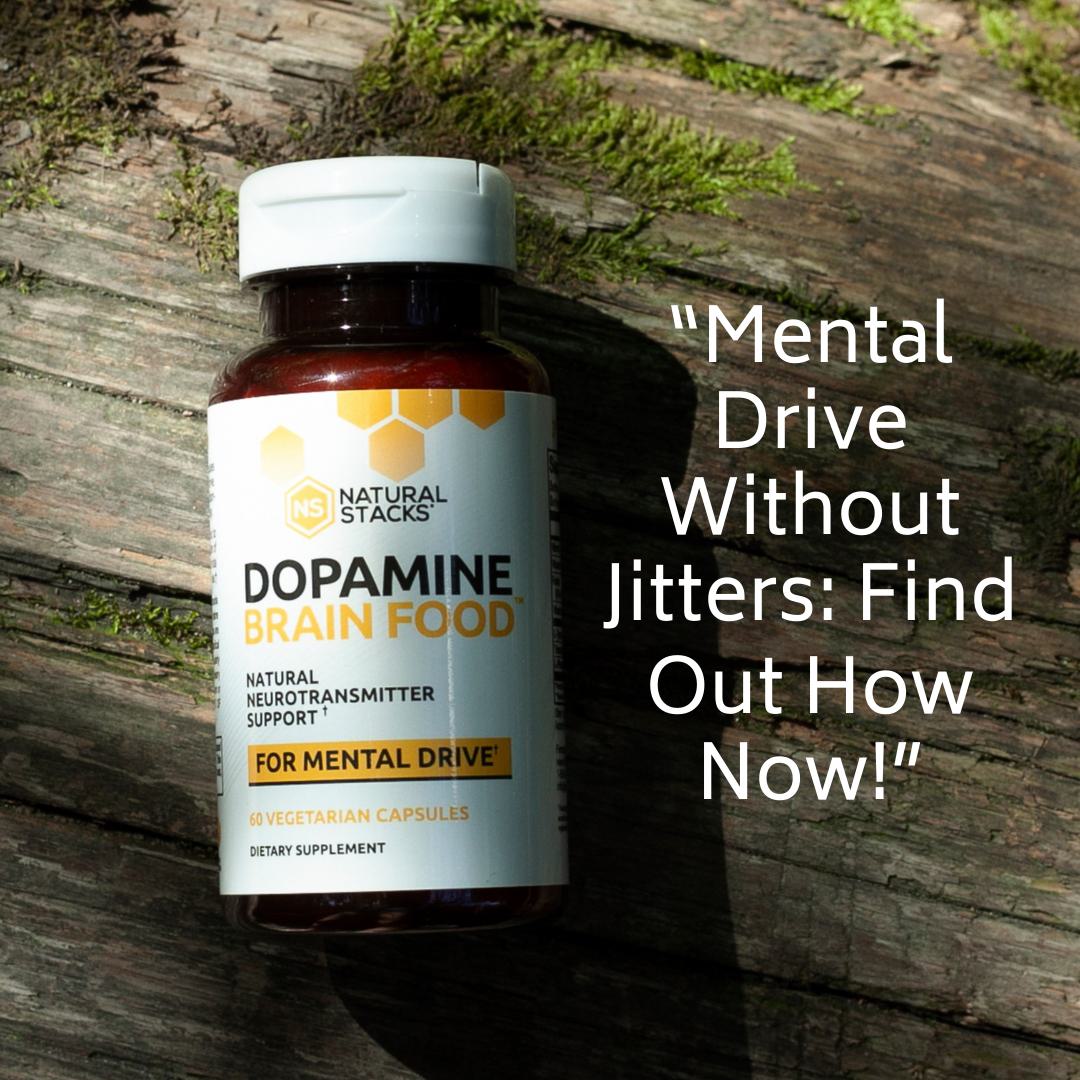 NS
NATURAL
STACKS
DOPAMINE
BRAIN FOOD™
NATURAL
NEUROTRANSMITTER
SUPPORT †
FOR MENTAL DRIVE†
60 VEGETARIAN CAPSULES
DIETARY SUPPLEMENT
“Mental
Drive
Without
Jitters: Find
Out How
Now!”